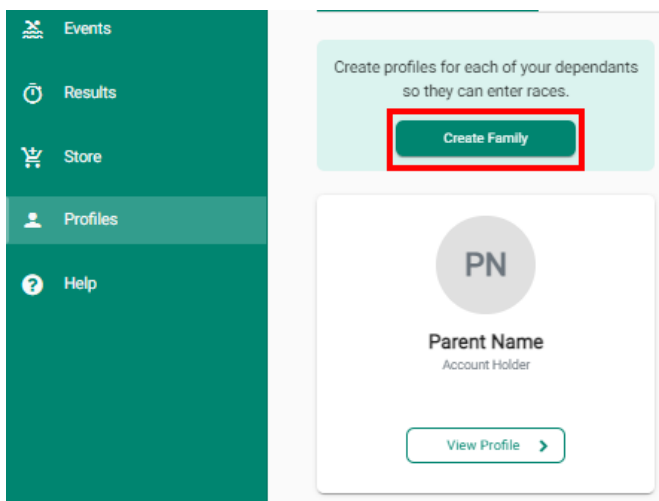 Events
Results
Store
Profiles
Help
Create profiles for each of your dependants
so they can enter races.
Create Family
PN
Parent Name
Account Holder
View Profile